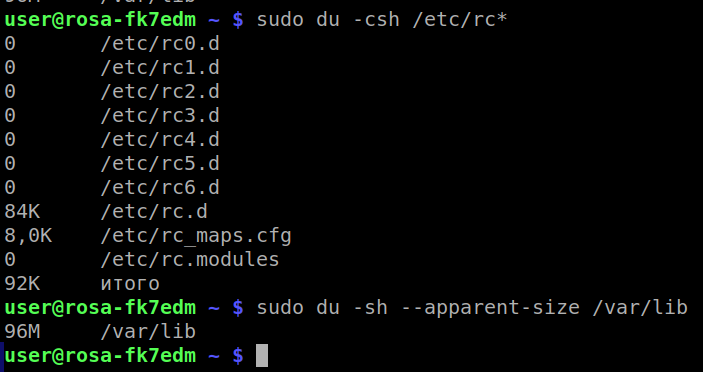 user@rosa-fk7edm ~ $ sudo du -csh /etc/rc*
0 /etc/rc0.d
0 /etc/rc1.d
0 /etc/rc2.d
0 /etc/rc3.d
0 /etc/rc4.d
0 /etc/rc5.d
0 /etc/rc6.d
84K /etc/rc.d
8,0K /etc/rc_maps.cfg
0 /etc/rc.modules
92K итого
user@rosa-fk7edm ~ $ sudo du -sh --apparent-size /var/lib
96M /var/lib
user@rosa-fk7edm ~ $